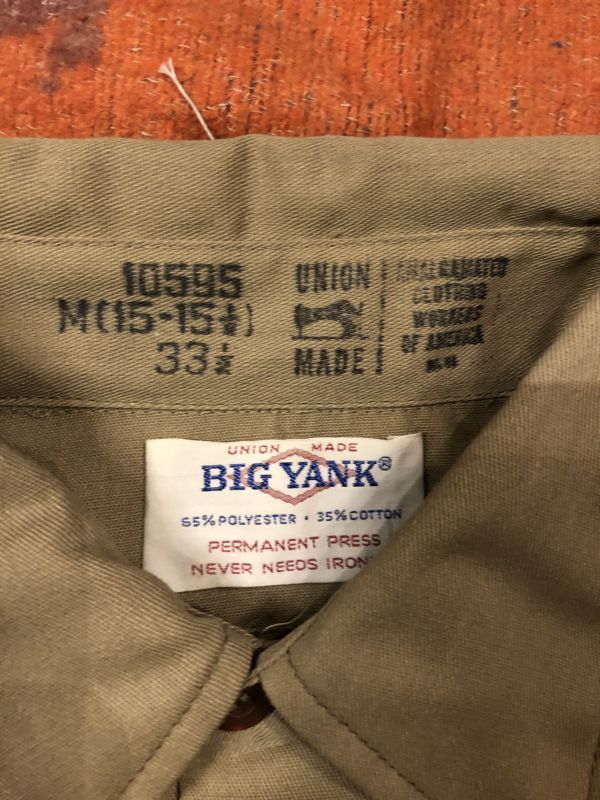 10595
M(15-15½)
33½
UNION
MADE
AMALGAMATED
CLOTHING
WORKERS
OF AMERICA
UNION MADE
BIG YANK®
65% POLYESTER · 35% COTTON
PERMANENT PRESS
NEVER NEEDS